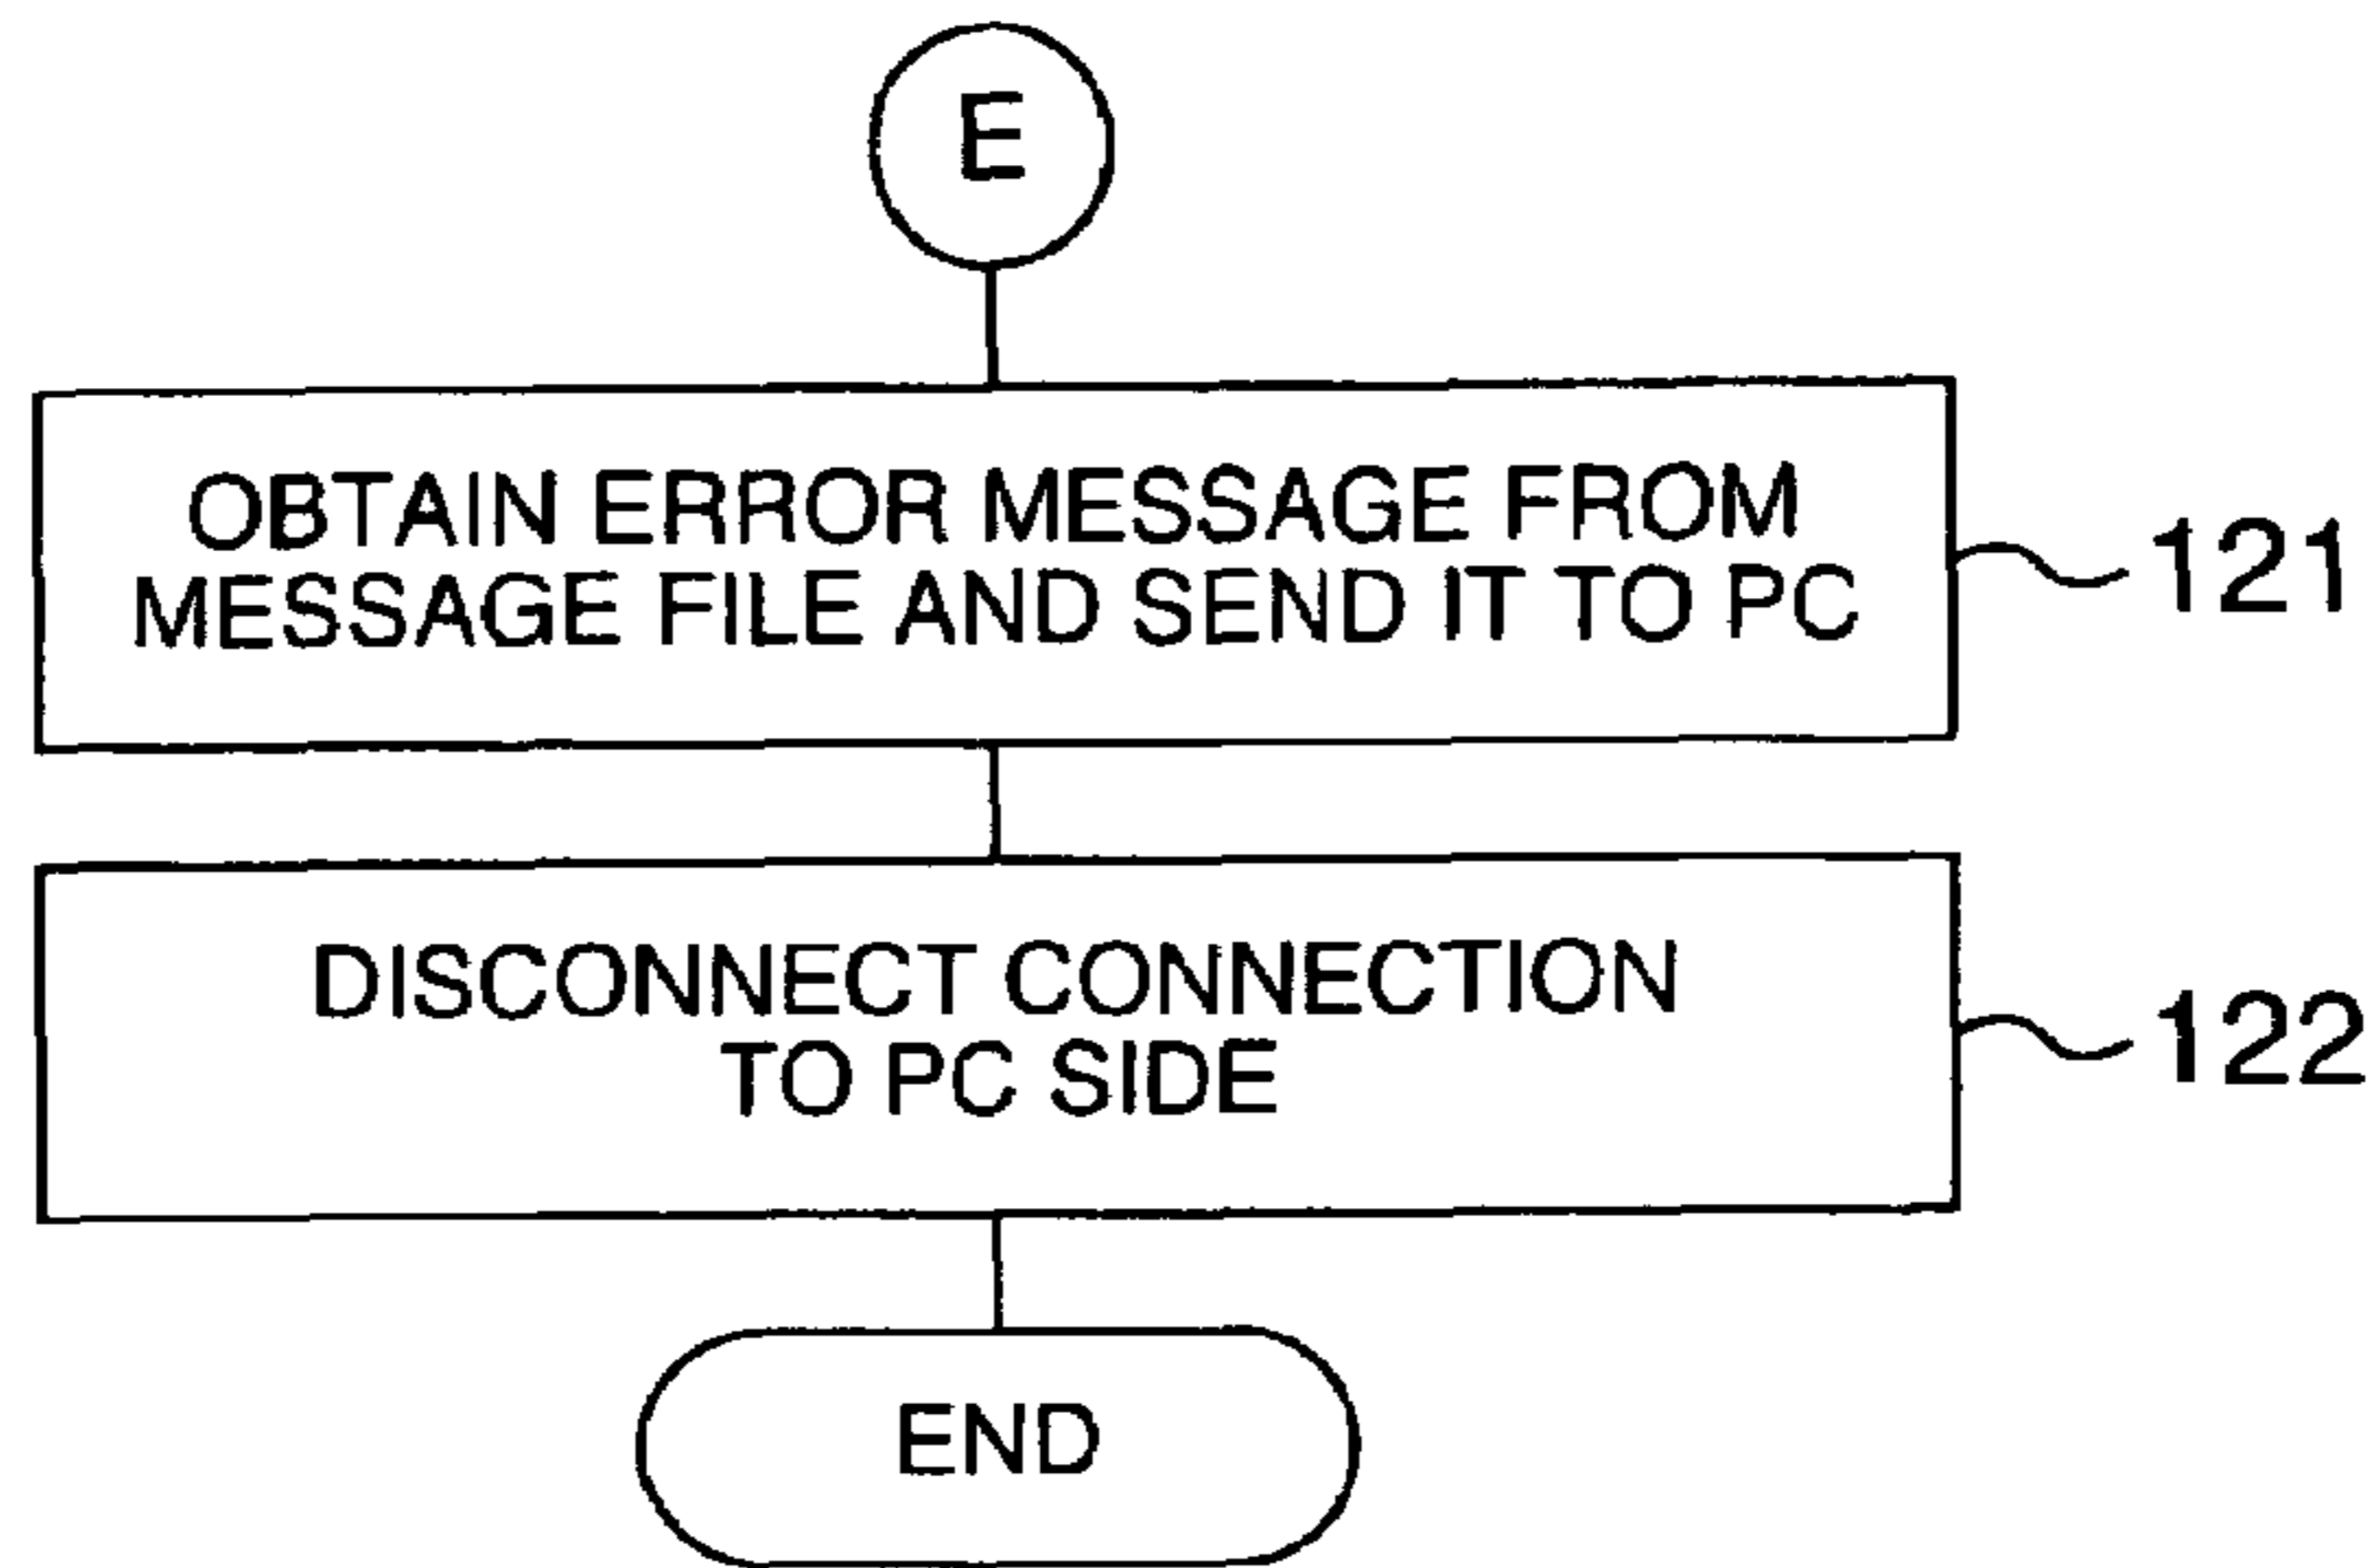 E
OBTAIN ERROR MESSAGE FROM
MESSAGE FILE AND SEND IT TO PC
121
DISCONNECT CONNECTION
TO PC SIDE
122
END